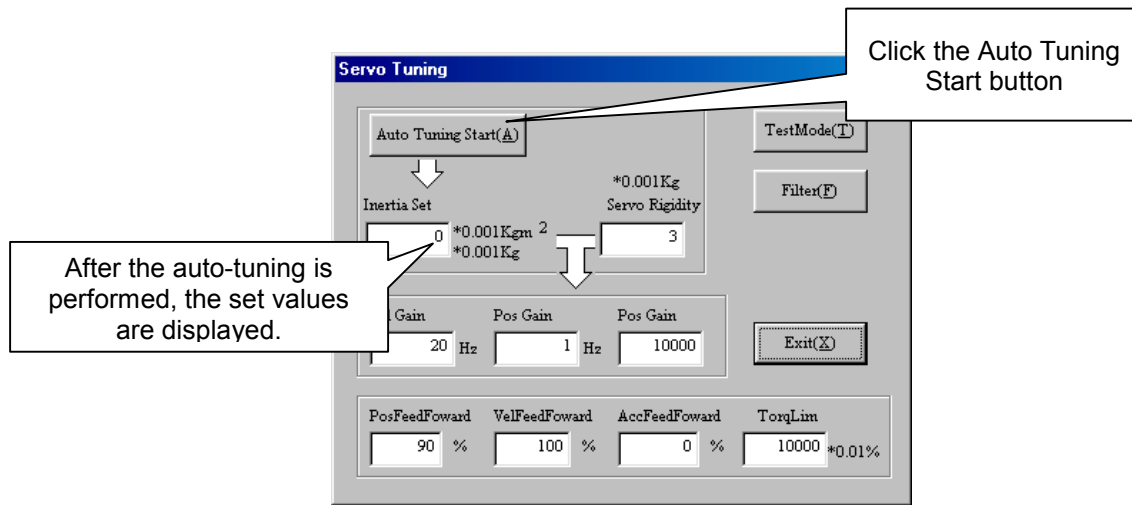 Click the Auto Tuning
Start button
Servo Tuning
Auto Tuning Start(A)
TestMode(T)
*0.001Kg
Filter(F)
Inertia Set
Servo Rigidity
0 *0.001Kgm 2
*0.001Kg
3
After the auto-tuning is
performed, the set values
are displayed.
Gain
Pos Gain
Pos Gain
20 Hz
1 Hz
10000
Exit(X)
PosFeedFoward
VelFeedFoward
AccFeedFoward
TorqLim
90 %
100 %
0 %
10000 *0.01%